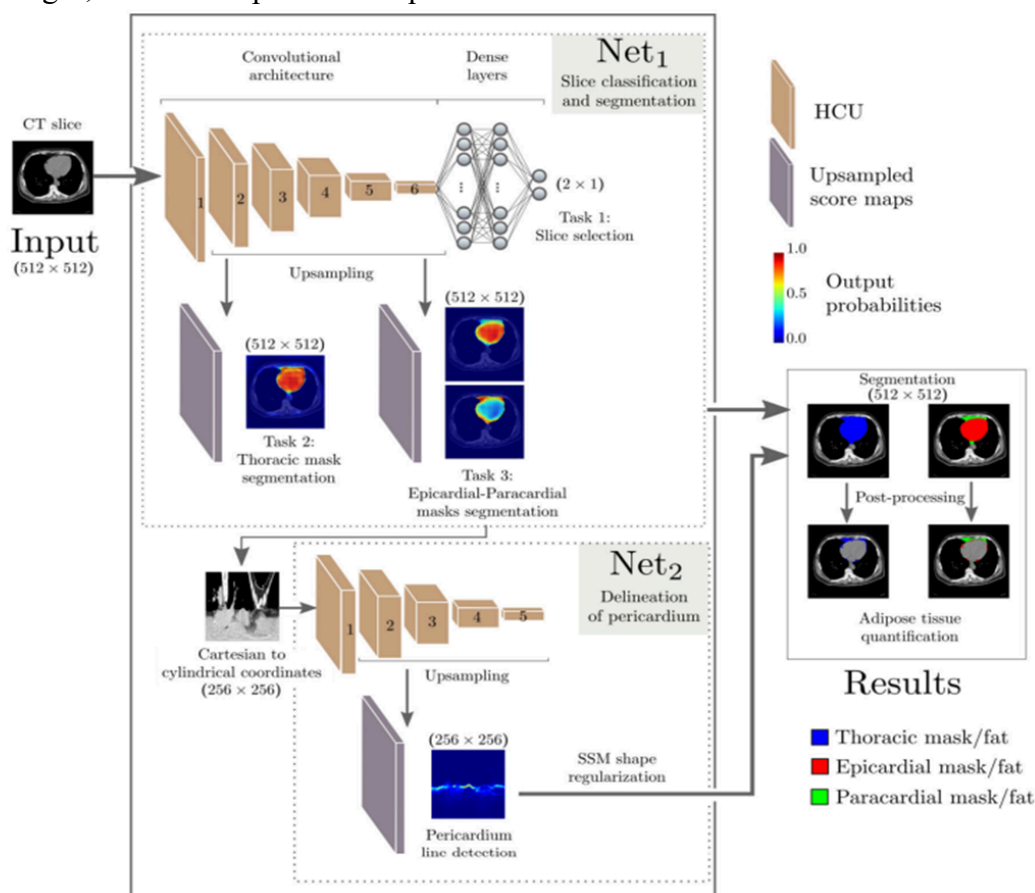 Convolutional
architecture
Dense
layers
Net1
Slice classification
and segmentation
CT slice
Input
(512 × 512)
1
2
3
4
5
6
...
...
(2 × 1)
Task 1:
Slice selection
Upsampling
(512 × 512)
(512 × 512)
Task 2:
Thoracic mask
segmentation
Task 3:
Epicardial-Paracardial
masks segmentation
HCU
Upsampled
score maps
1.0
0.5
0.0
Output
probabilities
Segmentation
(512 × 512)
Post-processing
Adipose tissue
quantification
Results
Thoracic mask/fat
Epicardial mask/fat
Paracardial mask/fat
Net2
Delineation
of pericardium
1
2
3
4
5
Cartesian to
cylindrical coordinates
(256 × 256)
Upsampling
(256 × 256)
Pericardium
line detection
SSM shape
regularization